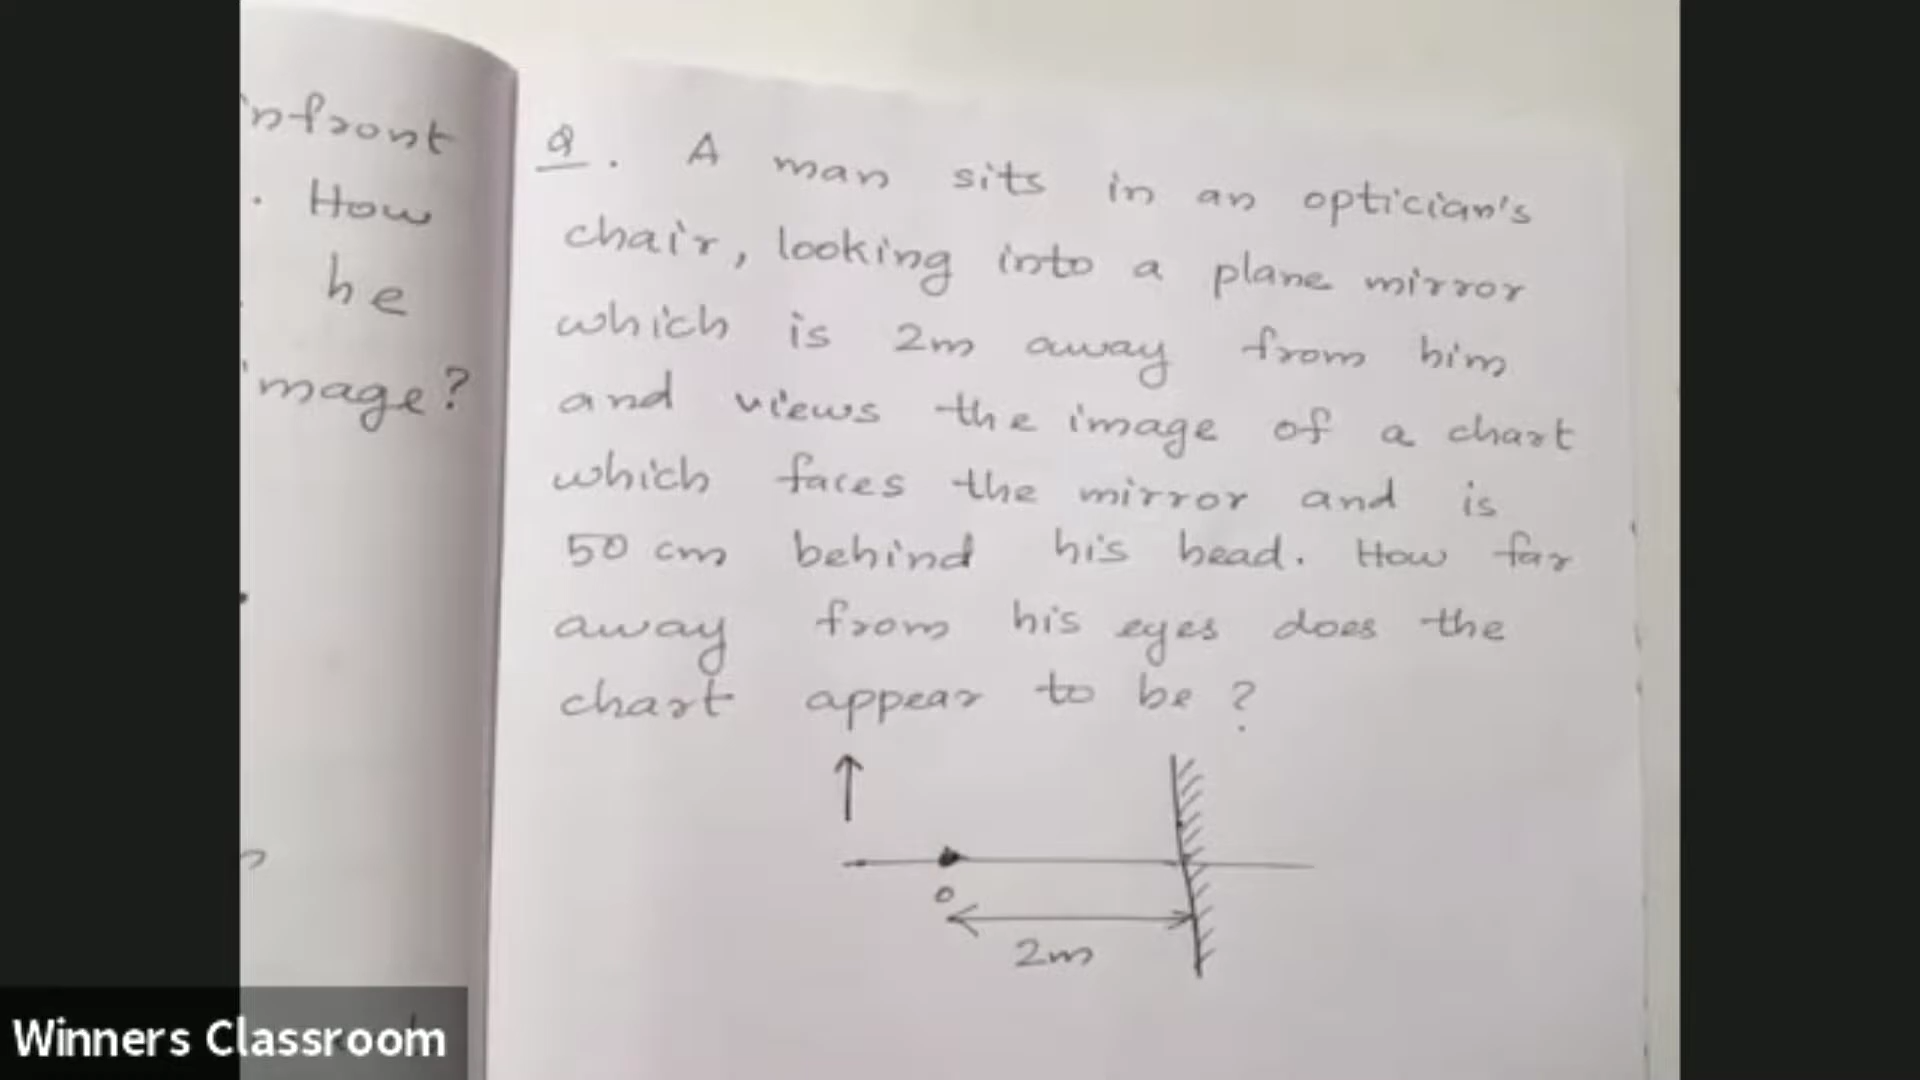 nfront
. How
he
mage?
Q. A man sits in an optician's
chair, looking into a plane mirror
which is 2m away from him
and views the image of a chart
which faces the mirror and is
50 cm behind his head. How far
away from his eyes does the
chart appear to be?
o
2m
Winners Classroom